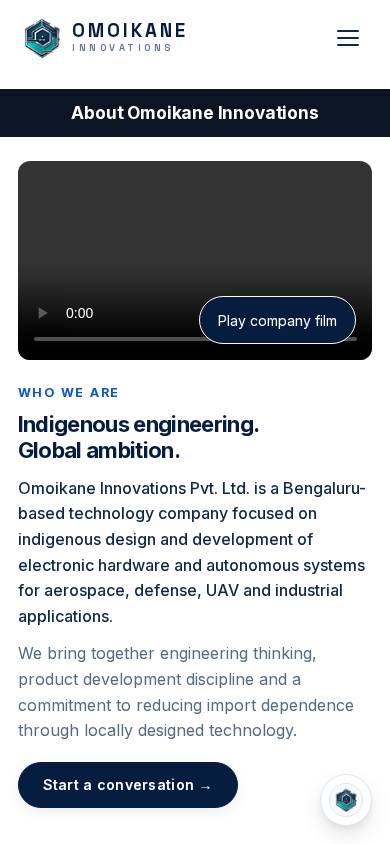 OMOIKANE
INNOVATIONS
About Omoikane Innovations
0:00
Play company film
WHO WE ARE
Indigenous engineering.
Global ambition.
Omoikane Innovations Pvt. Ltd. is a Bengaluru-
based technology company focused on
indigenous design and development of
electronic hardware and autonomous systems
for aerospace, defense, UAV and industrial
applications.
We bring together engineering thinking,
product development discipline and a
commitment to reducing import dependence
through locally designed technology.
Start a conversation →